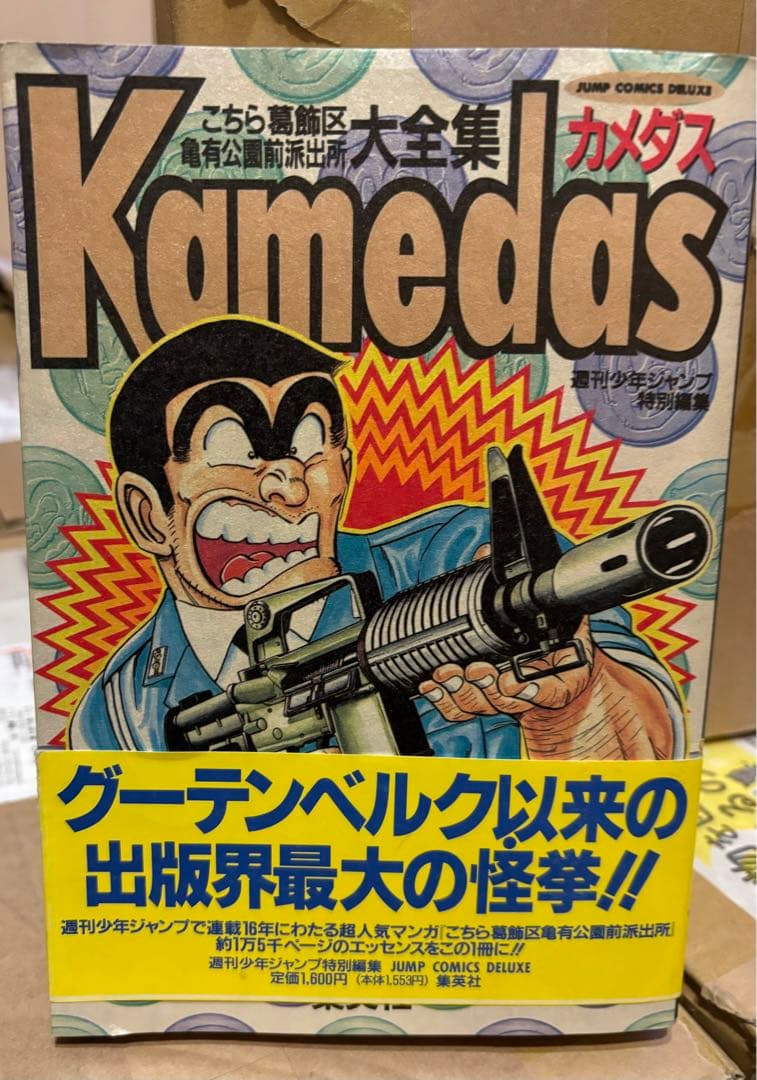 JUMP COMICS DELUXE
こちら葛飾区
亀有公園前派出所
大全集
カメダス
Kamedas
週刊少年ジャンプ
特別編集
グーテンベルク以来の
出版界最大の怪挙!!
週刊少年ジャンプで連載16年にわたる超人気マンガ『こちら葛飾区亀有公園前派出所』
約1万5千ページのエッセンスをこの1冊に!!
週刊少年ジャンプ特別編集 JUMP COMICS DELUXE
定価1,600円(本体1,553円)集英社